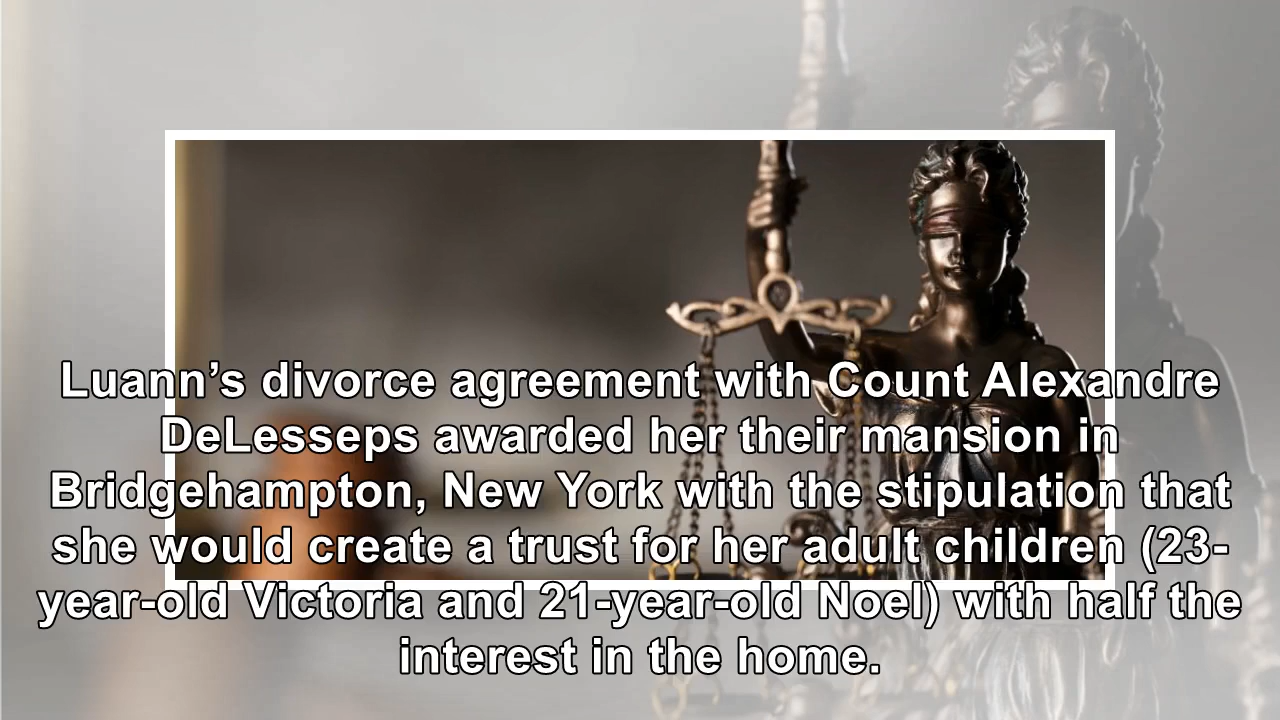 Luann’s divorce agreement with Count Alexandre
DeLesseps awarded her their mansion in
Bridgehampton, New York with the stipulation that
she would create a trust for her adult children (23-
year-old Victoria and 21-year-old Noel) with half the
interest in the home.